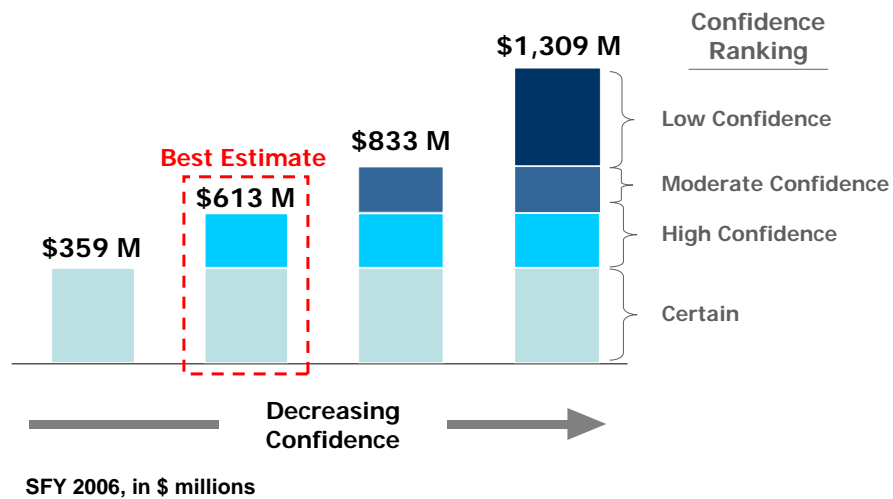 Confidence
Ranking
$1,309 M
Low Confidence
$833 M
Best Estimate
Moderate Confidence
$613 M
High Confidence
$359 M
Certain
Decreasing
Confidence
SFY 2006, in $ millions